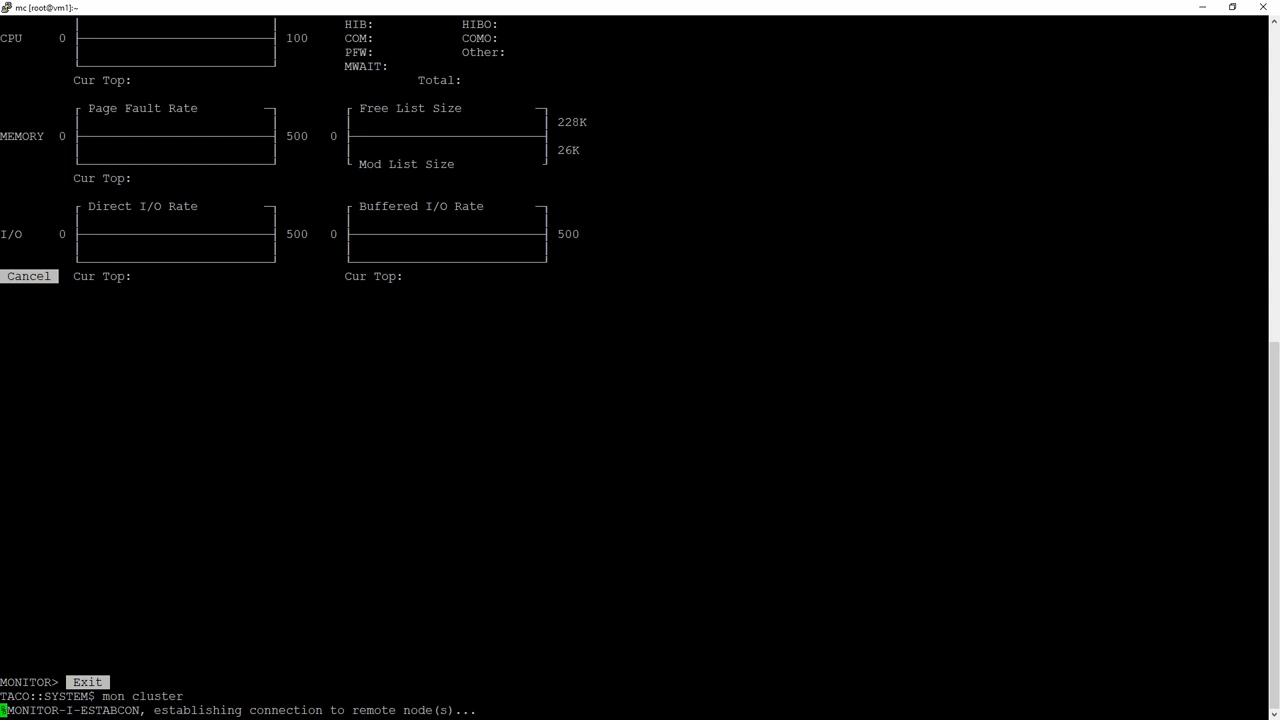 mc [root@vm1]:~
HIB: HIBO:
CPU 0 100 COM: COMO:
PFW: Other:
MWAIT:
Cur Top: Total:
Page Fault Rate Free List Size
228K
MEMORY 0 500 0
26K
Mod List Size
Cur Top:
Direct I/O Rate Buffered I/O Rate
I/O 0 500 0 500
Cancel Cur Top: Cur Top:
MONITOR> Exit
TACO::SYSTEM$ mon cluster
%MONITOR-I-ESTABCON, establishing connection to remote node(s)...